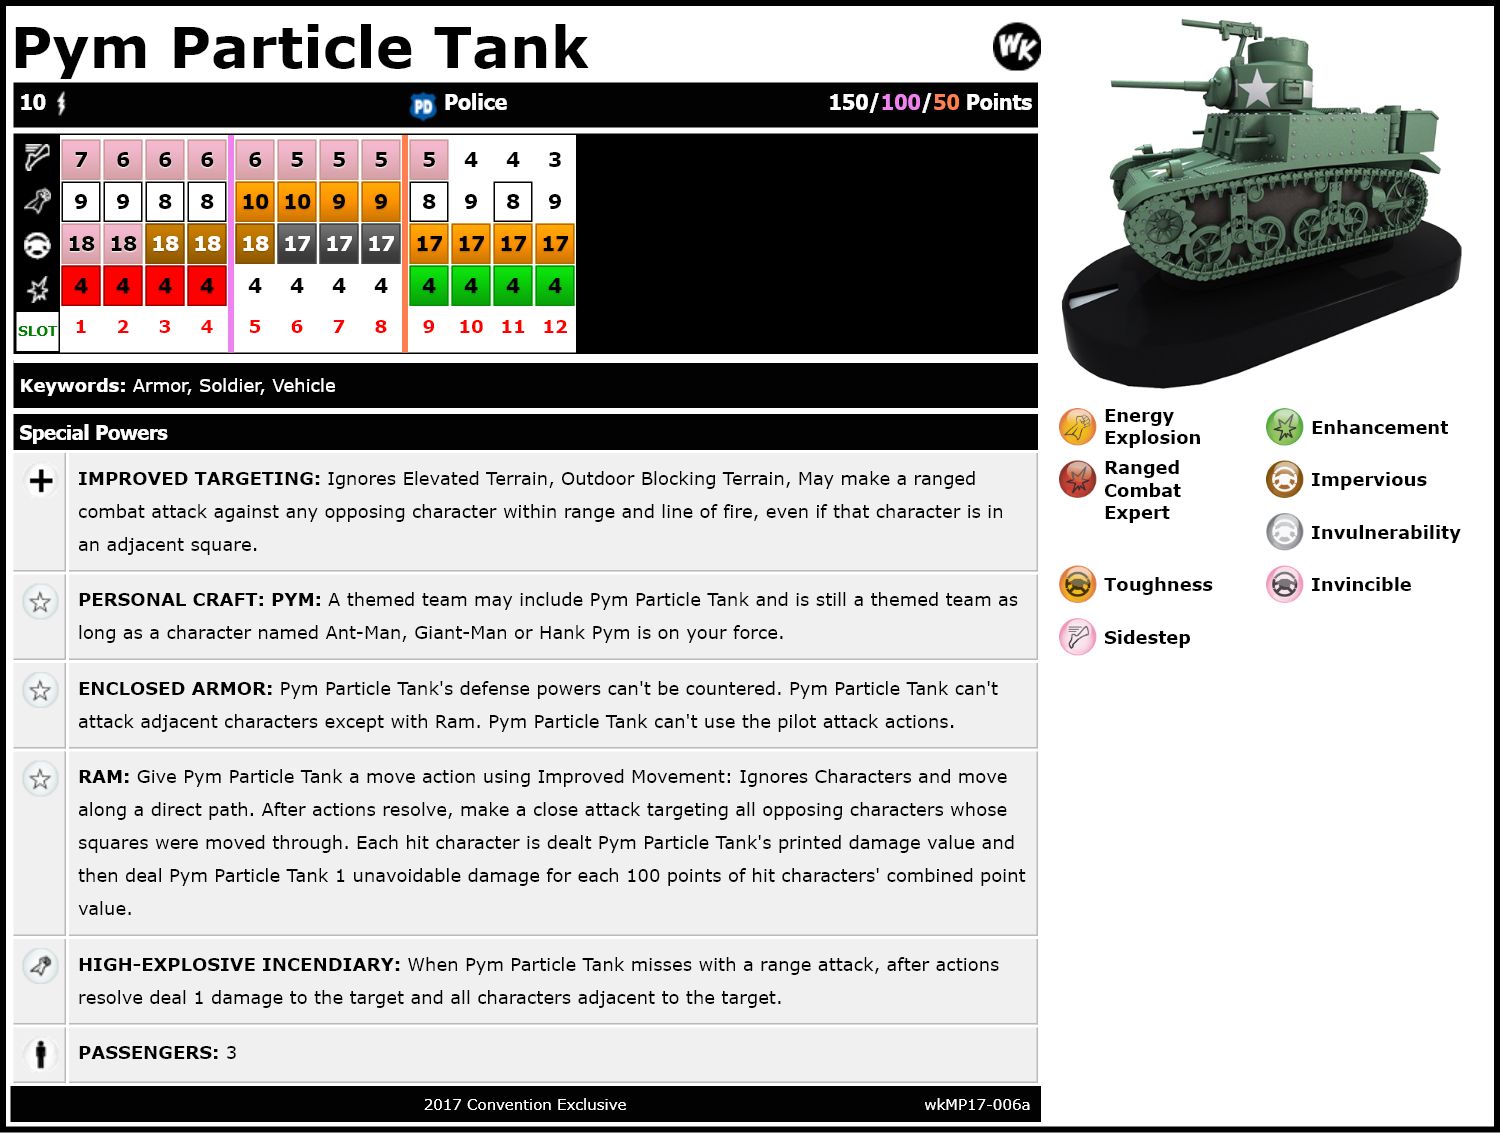 Pym Particle Tank
WK
10 PD Police 150/100/50 Points
7 6 6 6 6 5 5 5 5 4 4 3
9 9 8 8 10 10 9 9 8 9 8 9
18 18 18 18 18 17 17 17 17 17 17 17
4 4 4 4 4 4 4 4 4 4 4 4
SLOT 1 2 3 4 5 6 7 8 9 10 11 12
Keywords: Armor, Soldier, Vehicle
Special Powers
IMPROVED TARGETING: Ignores Elevated Terrain, Outdoor Blocking Terrain, May make a ranged
combat attack against any opposing character within range and line of fire, even if that character is in
an adjacent square.
PERSONAL CRAFT: PYM: A themed team may include Pym Particle Tank and is still a themed team as
long as a character named Ant-Man, Giant-Man or Hank Pym is on your force.
ENCLOSED ARMOR: Pym Particle Tank's defense powers can't be countered. Pym Particle Tank can't
attack adjacent characters except with Ram. Pym Particle Tank can't use the pilot attack actions.
RAM: Give Pym Particle Tank a move action using Improved Movement: Ignores Characters and move
along a direct path. After actions resolve, make a close attack targeting all opposing characters whose
squares were moved through. Each hit character is dealt Pym Particle Tank's printed damage value and
then deal Pym Particle Tank 1 unavoidable damage for each 100 points of hit characters' combined point
value.
HIGH-EXPLOSIVE INCENDIARY: When Pym Particle Tank misses with a range attack, after actions
resolve deal 1 damage to the target and all characters adjacent to the target.
PASSENGERS: 3
2017 Convention Exclusive wkMP17-006a
Energy
Explosion
Enhancement
Ranged
Combat
Expert
Impervious
Invulnerability
Toughness
Invincible
Sidestep